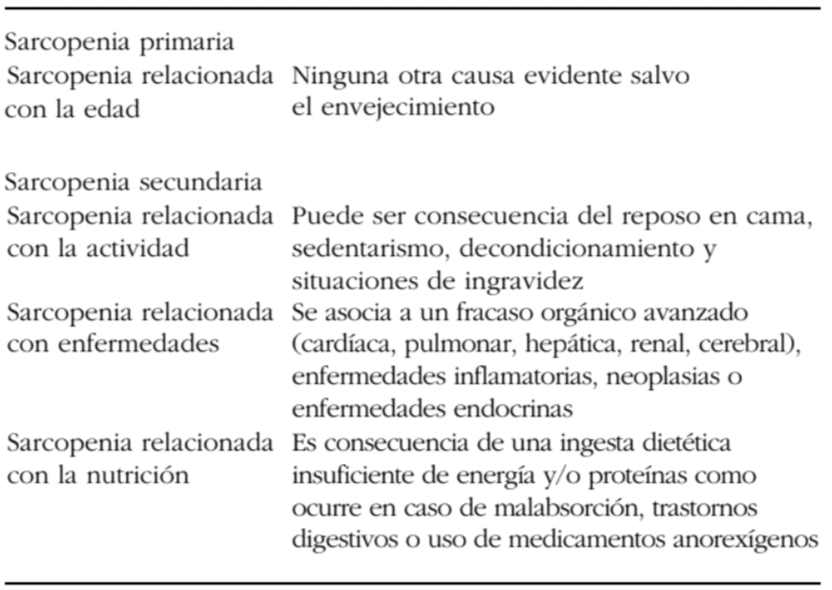 Sarcopenia primaria
Sarcopenia relacionada Ninguna otra causa evidente salvo
con la edad el envejecimiento
Sarcopenia secundaria
Sarcopenia relacionada Puede ser consecuencia del reposo en cama,
con la actividad sedentarismo, decondicionamiento y
situaciones de ingravidez
Sarcopenia relacionada Se asocia a un fracaso orgánico avanzado
con enfermedades (cardíaca, pulmonar, hepática, renal, cerebral),
enfermedades inflamatorias, neoplasias o
enfermedades endocrinas
Sarcopenia relacionada Es consecuencia de una ingesta dietética
con la nutrición insuficiente de energía y/o proteínas como
ocurre en caso de malabsorción, trastornos
digestivos o uso de medicamentos anorexígenos